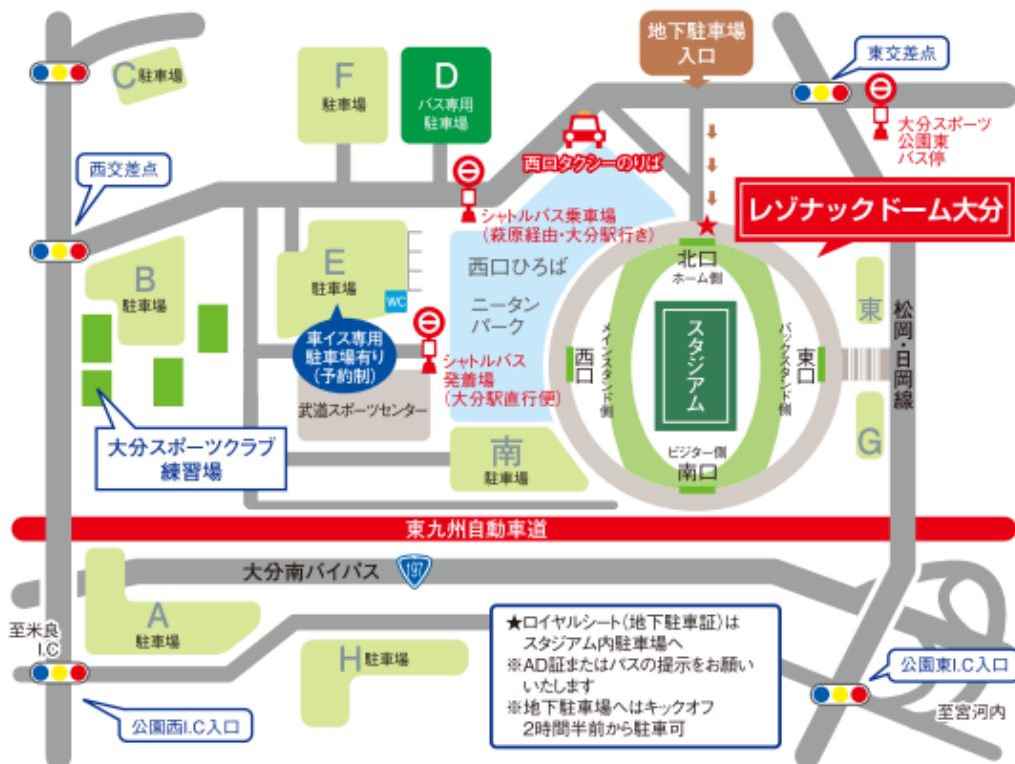 地下駐車場
入口
東交差点
C 駐車場
F
駐車場
D
バス専用
駐車場
大分スポーツ
公園東
バス停
西口タクシーのりば
西交差点
レゾナックドーム大分
シャトルバス乗車場
(萩原経由・大分駅行き)
北口
ホーム側
B
駐車場
E
駐車場
WC
西口ひろば
ニータン
パーク
東
松岡・日岡線
車イス専用
駐車場有り
(予約制)
シャトルバス
発着場
(大分駅直行便)
西口
メインスタンド側
スタジアム
バックスタンド側
東口
武道スポーツセンター
大分スポーツクラブ
練習場
南
駐車場
ビジター側
南口
G
東九州自動車道
大分南バイパス
197
A
駐車場
至米良
I.C
H 駐車場
★ロイヤルシート(地下駐車証)は
スタジアム内駐車場へ
※AD証またはパスの提示をお願い
いたします
※地下駐車場へはキックオフ
2時間半前から駐車可
公園東I.C入口
至宮河内
公園西I.C入口